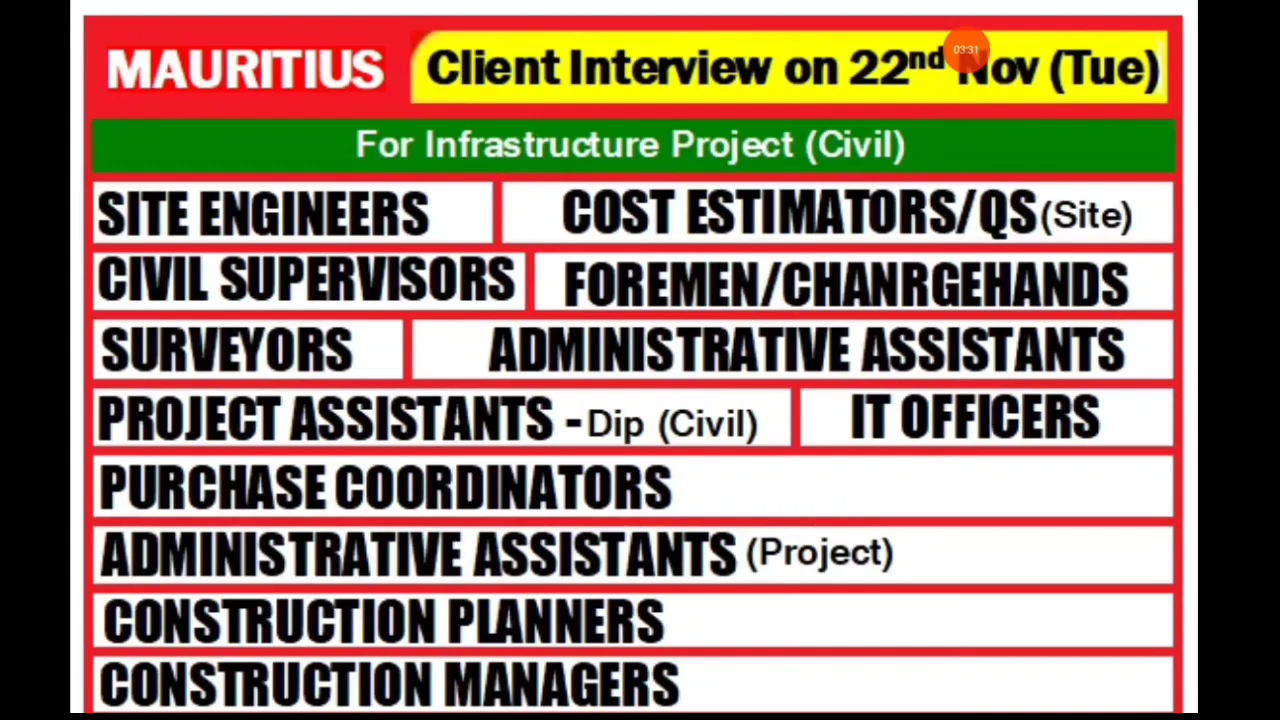 MAURITIUS Client Interview on 22nd Nov (Tue)
03:31
For Infrastructure Project (Civil)
SITE ENGINEERS COST ESTIMATORS/QS (Site)
CIVIL SUPERVISORS FOREMEN/CHANRGEHANDS
SURVEYORS ADMINISTRATIVE ASSISTANTS
PROJECT ASSISTANTS - Dip (Civil) IT OFFICERS
PURCHASE COORDINATORS
ADMINISTRATIVE ASSISTANTS (Project)
CONSTRUCTION PLANNERS
CONSTRUCTION MANAGERS